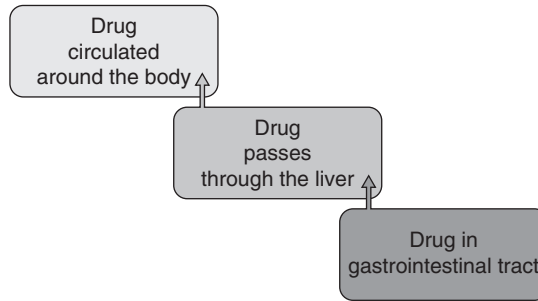 Drug
circulated
around the body
Drug
passes
through the liver
Drug in
gastrointestinal tract